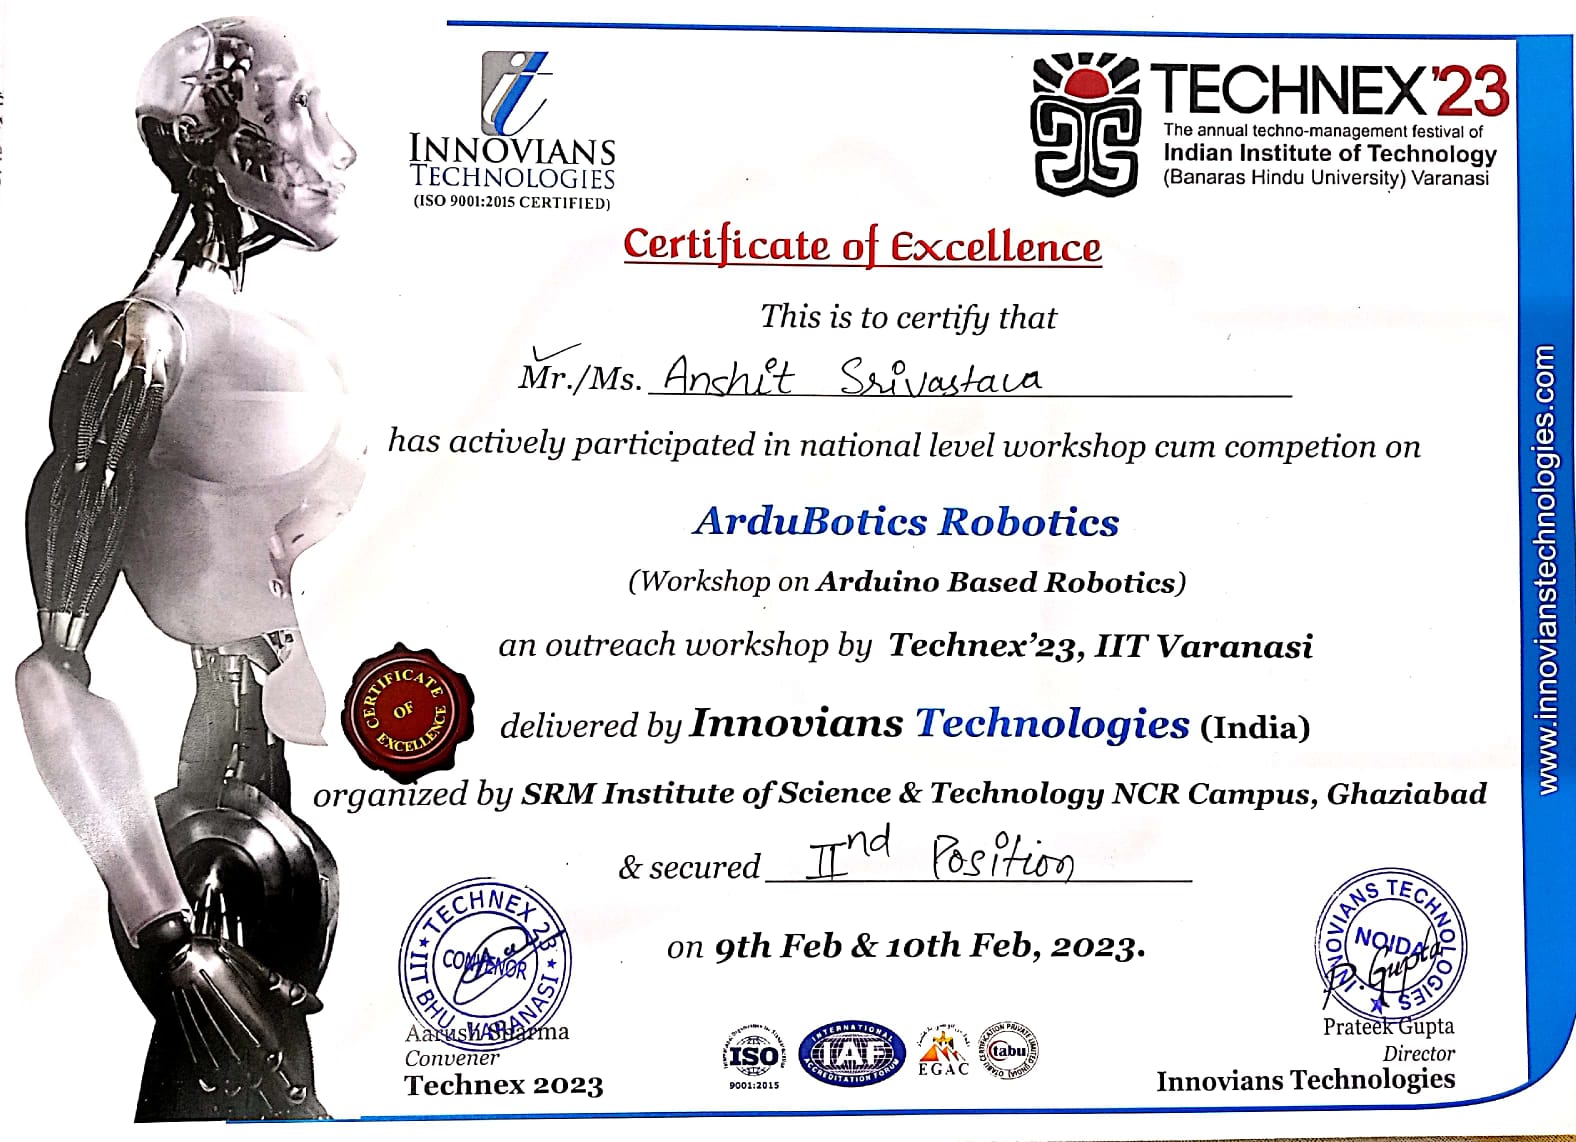 it
INNOVIANS
TECHNOLOGIES
(ISO 9001:2015 CERTIFIED)
TECHNEX'23
The annual techno-management festival of
Indian Institute of Technology
(Banaras Hindu University) Varanasi
Certificate of Excellence
This is to certify that
Mr./Ms. Anshit Srivastava
has actively participated in national level workshop cum competion on
ArduBotics Robotics
(Workshop on Arduino Based Robotics)
an outreach workshop by Technex'23, IIT Varanasi
CERTIFICATE
OF
EXCELLENCE
delivered by Innovians Technologies (India)
organized by SRM Institute of Science & Technology NCR Campus, Ghaziabad
& secured IInd Position
on 9th Feb & 10th Feb, 2023.
TECHNEX 23
CONVENOR
IIT BHU VARANASI
Aarush Sharma
Convener
Technex 2023
ISO
9001:2015
INTERNATIONAL
IAF
ACCREDITATION FORUM
EGAC
tabu
INNOVIANS TECHNOLOGIES
NOIDA
P. Gupta
Prateek Gupta
Director
Innovians Technologies
www.innovianstechnologies.com